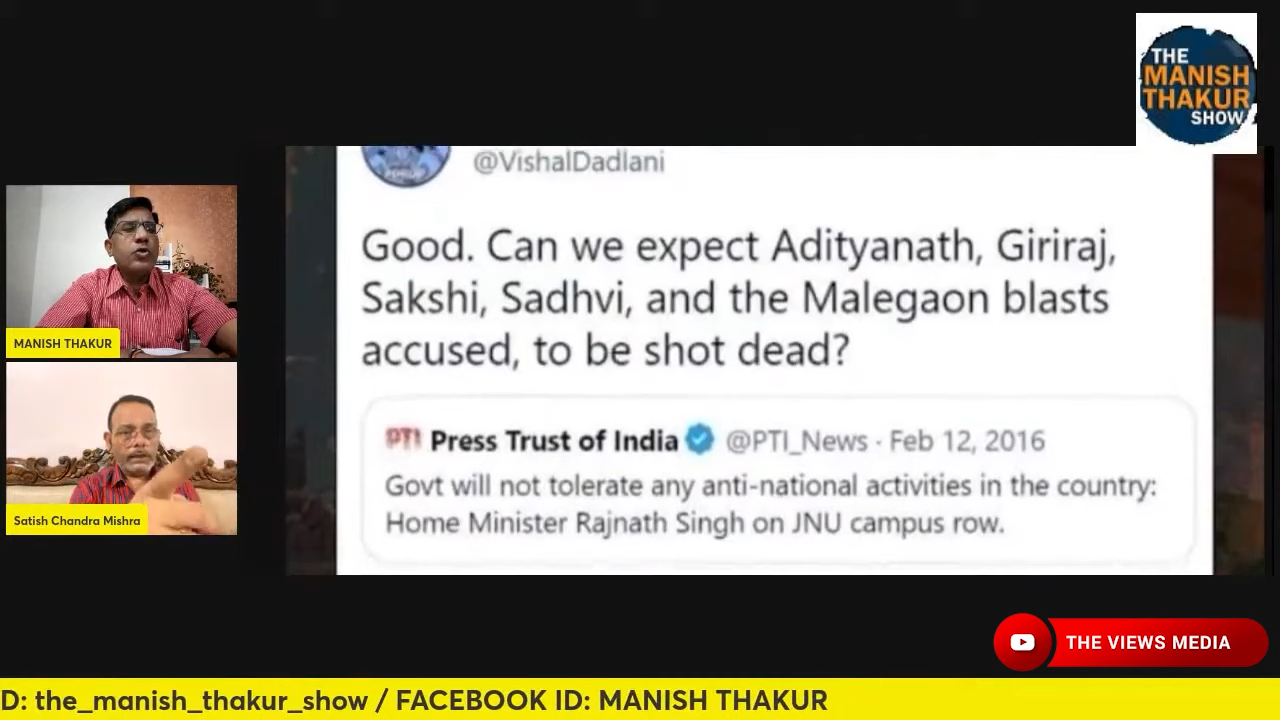 THE
MANISH
THAKUR
SHOW
@VishalDadlani
Good. Can we expect Adityanath, Giriraj,
Sakshi, Sadhvi, and the Malegaon blasts
accused, to be shot dead?
PTI Press Trust of India @PTI_News · Feb 12, 2016
Govt will not tolerate any anti-national activities in the country:
Home Minister Rajnath Singh on JNU campus row.
MANISH THAKUR
Satish Chandra Mishra
THE VIEWS MEDIA
D: the_manish_thakur_show / FACEBOOK ID: MANISH THAKUR